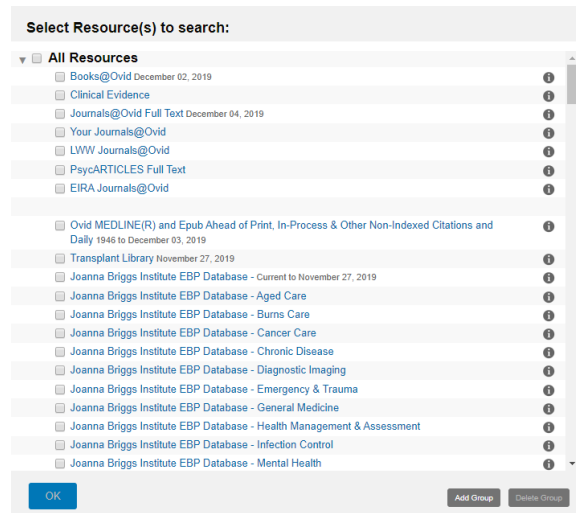 Select Resource(s) to search:
All Resources
Books@Ovid December 02, 2019
Clinical Evidence
Journals@Ovid Full Text December 04, 2019
Your Journals@Ovid
LWW Journals@Ovid
PsycARTICLES Full Text
EIRA Journals@Ovid
Ovid MEDLINE(R) and Epub Ahead of Print, In-Process & Other Non-Indexed Citations and
Daily 1946 to December 03, 2019
Transplant Library November 27, 2019
Joanna Briggs Institute EBP Database - Current to November 27, 2019
Joanna Briggs Institute EBP Database - Aged Care
Joanna Briggs Institute EBP Database - Burns Care
Joanna Briggs Institute EBP Database - Cancer Care
Joanna Briggs Institute EBP Database - Chronic Disease
Joanna Briggs Institute EBP Database - Diagnostic Imaging
Joanna Briggs Institute EBP Database - Emergency & Trauma
Joanna Briggs Institute EBP Database - General Medicine
Joanna Briggs Institute EBP Database - Health Management & Assessment
Joanna Briggs Institute EBP Database - Infection Control
Joanna Briggs Institute EBP Database - Mental Health
OK Add Group Delete Group